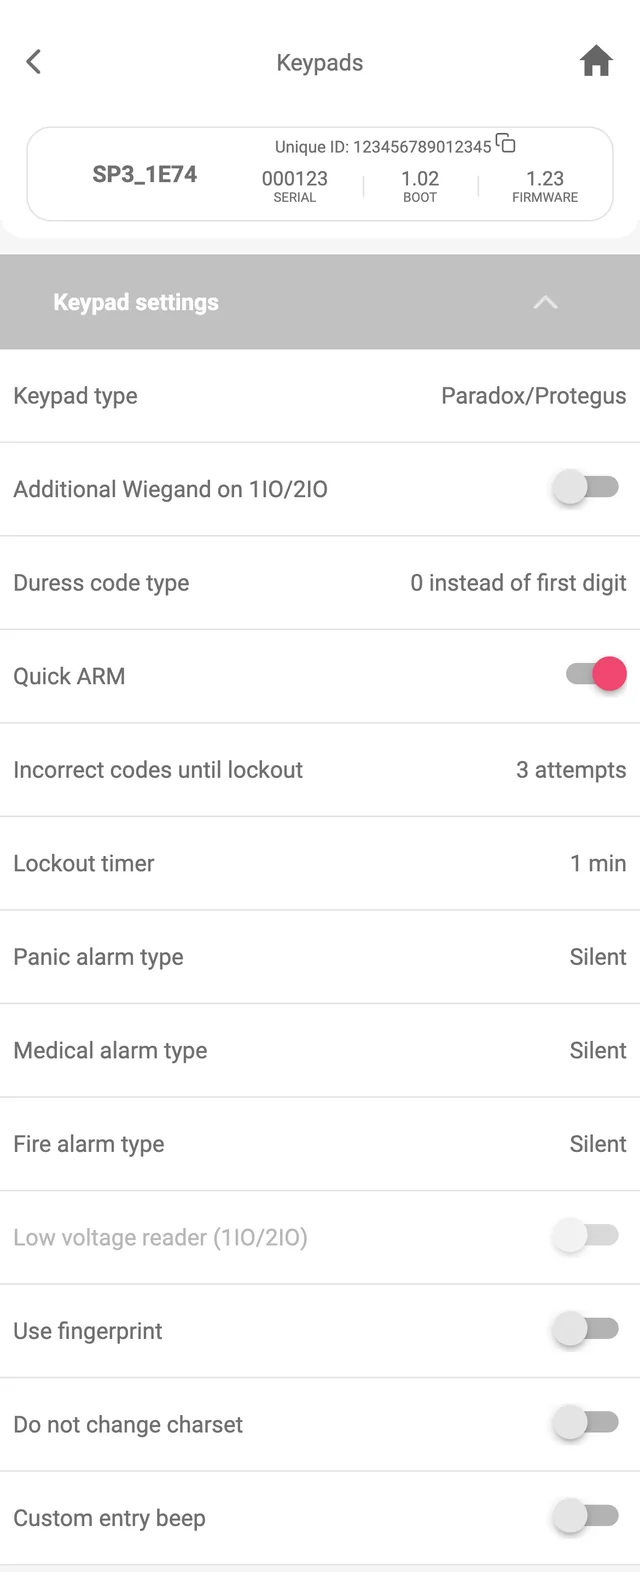 Keypads
SP3_1E74
Unique ID: 123456789012345
000123 1.02 1.23
SERIAL BOOT FIRMWARE
Keypad settings
Keypad type Paradox/Protegus
Additional Wiegand on 1IO/2IO
Duress code type 0 instead of first digit
Quick ARM
Incorrect codes until lockout 3 attempts
Lockout timer 1 min
Panic alarm type Silent
Medical alarm type Silent
Fire alarm type Silent
Low voltage reader (1IO/2IO)
Use fingerprint
Do not change charset
Custom entry beep